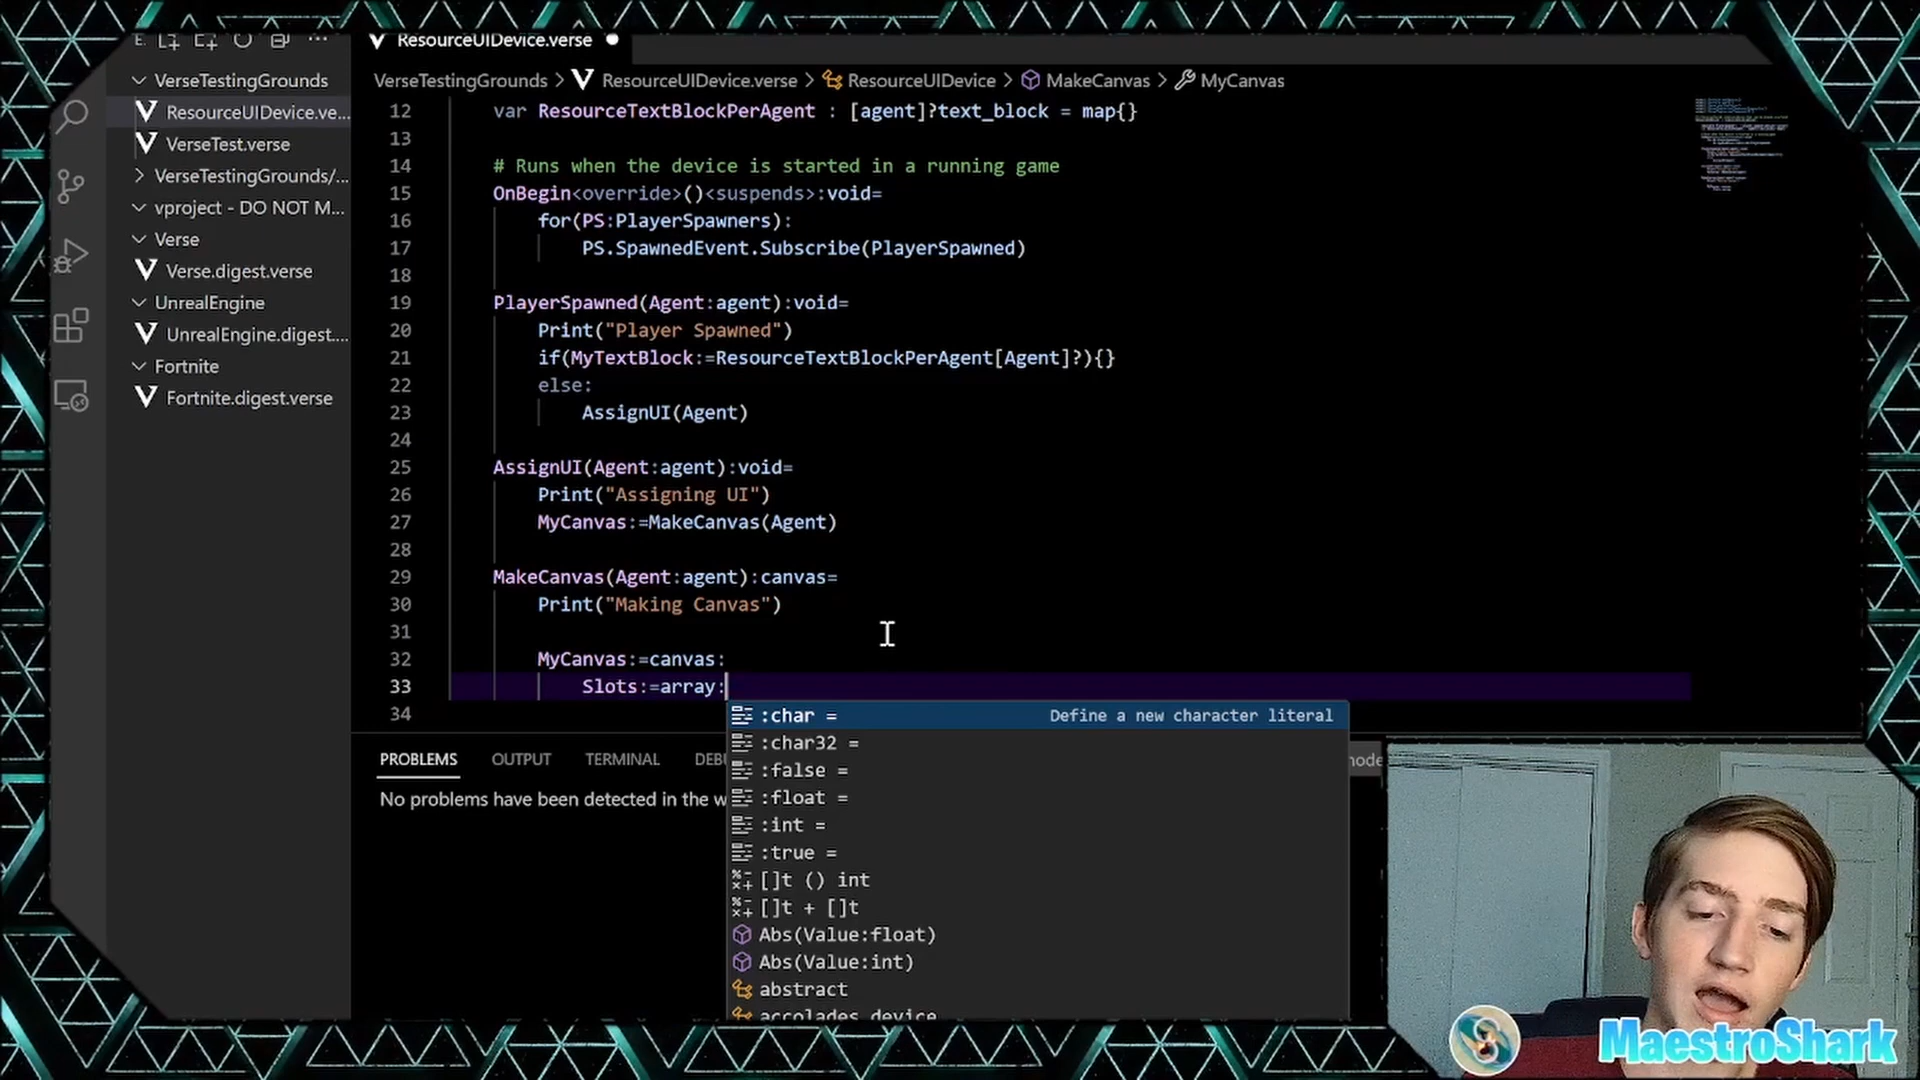 E.
ResourceUIDevice.verse
VerseTestingGrounds
ResourceUIDevice.ve...
VerseTest.verse
VerseTestingGrounds/...
vproject - DO NOT M...
Verse
Verse.digest.verse
UnrealEngine
UnrealEngine.digest....
Fortnite
Fortnite.digest.verse
VerseTestingGrounds > ResourceUIDevice.verse > ResourceUIDevice > MakeCanvas > MyCanvas
12 var ResourceTextBlockPerAgent : [agent]?text_block = map{}
13
14 # Runs when the device is started in a running game
15 OnBegin<override>()<suspends>:void=
16 for(PS:PlayerSpawners):
17 PS.SpawnedEvent.Subscribe(PlayerSpawned)
18
19 PlayerSpawned(Agent:agent):void=
20 Print("Player Spawned")
21 if(MyTextBlock:=ResourceTextBlockPerAgent[Agent]?){}
22 else:
23 AssignUI(Agent)
24
25 AssignUI(Agent:agent):void=
26 Print("Assigning UI")
27 MyCanvas:=MakeCanvas(Agent)
28
29 MakeCanvas(Agent:agent):canvas=
30 Print("Making Canvas")
31
32 MyCanvas:=canvas:
33 Slots:=array:
34
:char = Define a new character literal
:char32 =
:false =
:float =
:int =
:true =
[]t () int
[]t + []t
Abs(Value:float)
Abs(Value:int)
abstract
accolades_device
PROBLEMS OUTPUT TERMINAL
No problems have been detected in the
MaestroShark